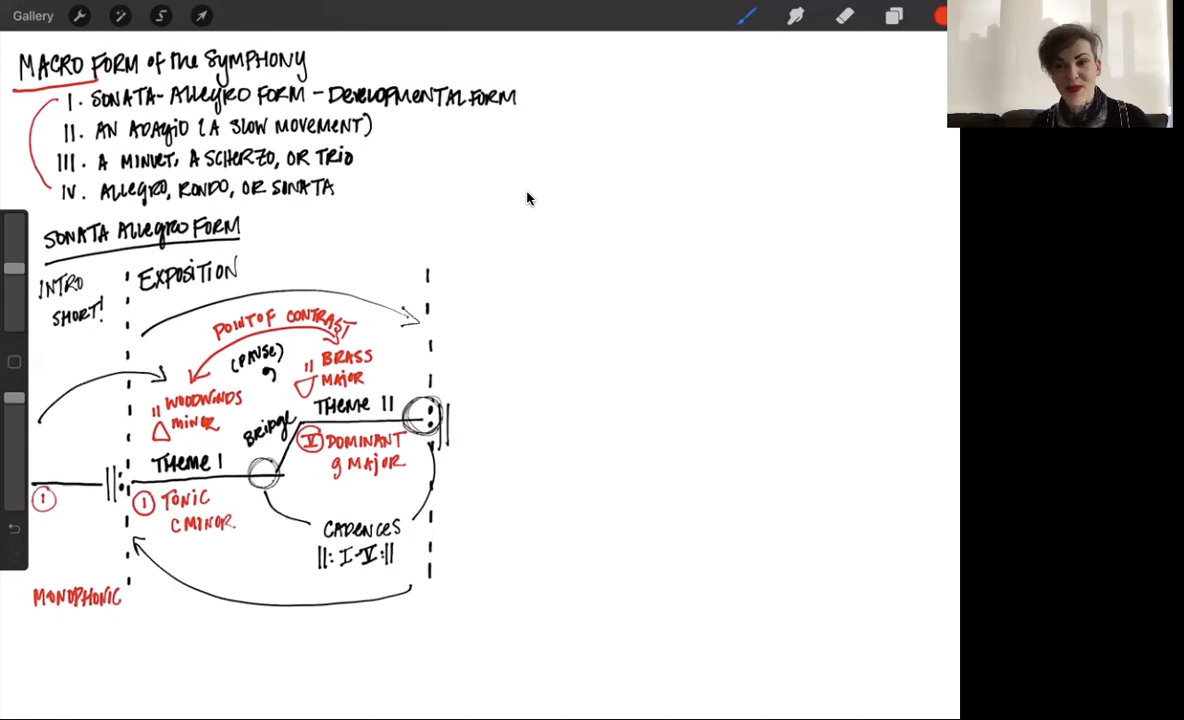 Gallery
MACRO FORM of the SYMPHONY
I. SONATA-Allegro FORM - DEVELOPMENTAL FORM
II. AN ADAGIO (A SLOW MOVEMENT)
III. A MINUET, A SCHERZO, OR TRIO
IV. Allegro, RONDO, OR SONATA
SONATA Allegro FORM
INTRO
SHORT!
EXPOSITION
POINT OF CONTRAST
(PAUSE)
BRASS
MAJOR
WOODWINDS
MINOR
THEME II
Bridge
V DOMINANT
g MAJOR
THEME I
I
I TONIC
C MINOR
CADENCES
||: I-V :||
MONOPHONIC